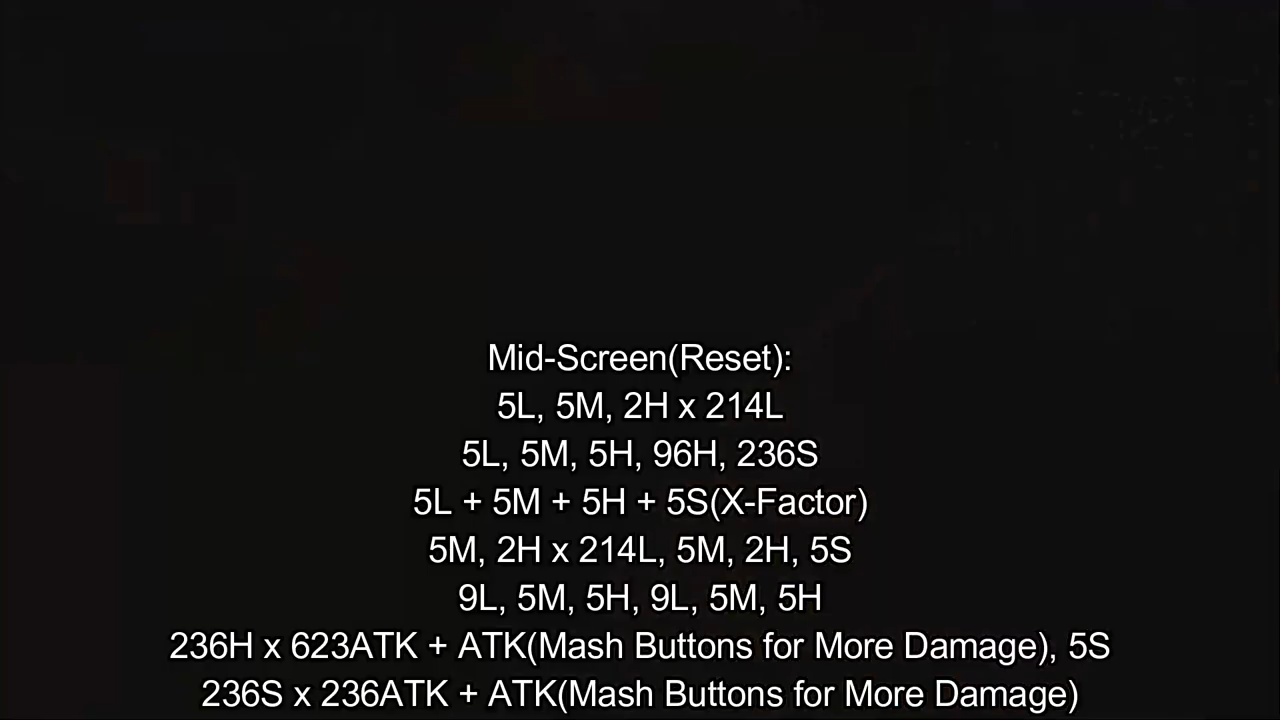 Mid-Screen(Reset):
5L, 5M, 2H x 214L
5L, 5M, 5H, 96H, 236S
5L + 5M + 5H + 5S(X-Factor)
5M, 2H x 214L, 5M, 2H, 5S
9L, 5M, 5H, 9L, 5M, 5H
236H x 623ATK + ATK(Mash Buttons for More Damage), 5S
236S x 236ATK + ATK(Mash Buttons for More Damage)